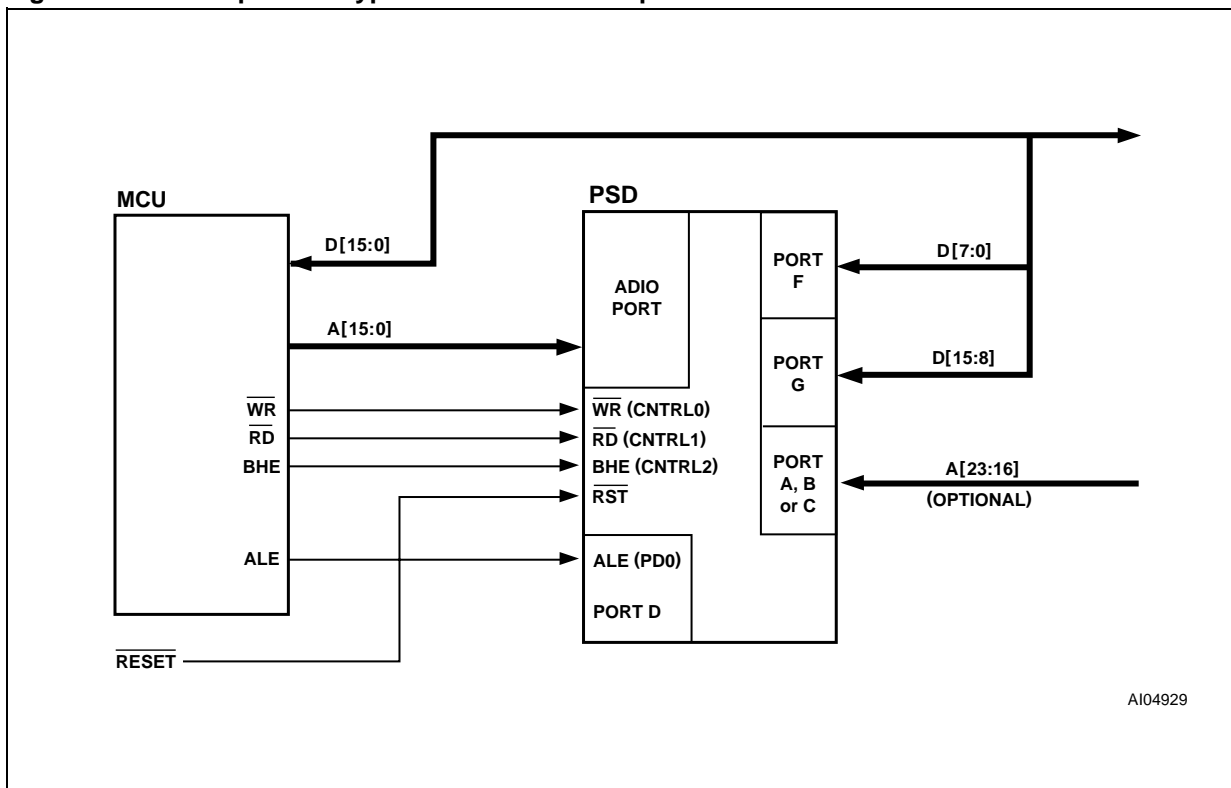 MCU
PSD
D[15:0]
A[15:0]
WR
RD
BHE
ALE
RESET
ADIO
PORT
WR (CNTRL0)
RD (CNTRL1)
BHE (CNTRL2)
RST
ALE (PD0)
PORT D
PORT
F
PORT
G
PORT
A, B
or C
D[7:0]
D[15:8]
A[23:16]
(OPTIONAL)
AI04929